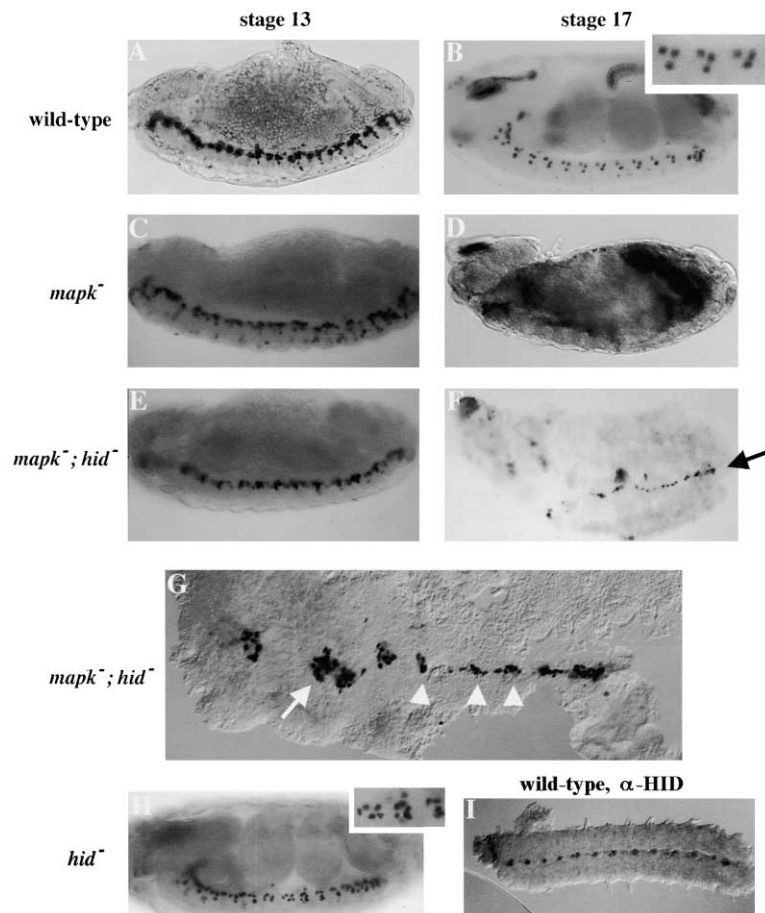 stage 13 stage 17
A B
wild-type
C D
mapk⁻
E F
mapk⁻; hid⁻
G
mapk⁻; hid⁻
wild-type, α-HID
H I
hid⁻